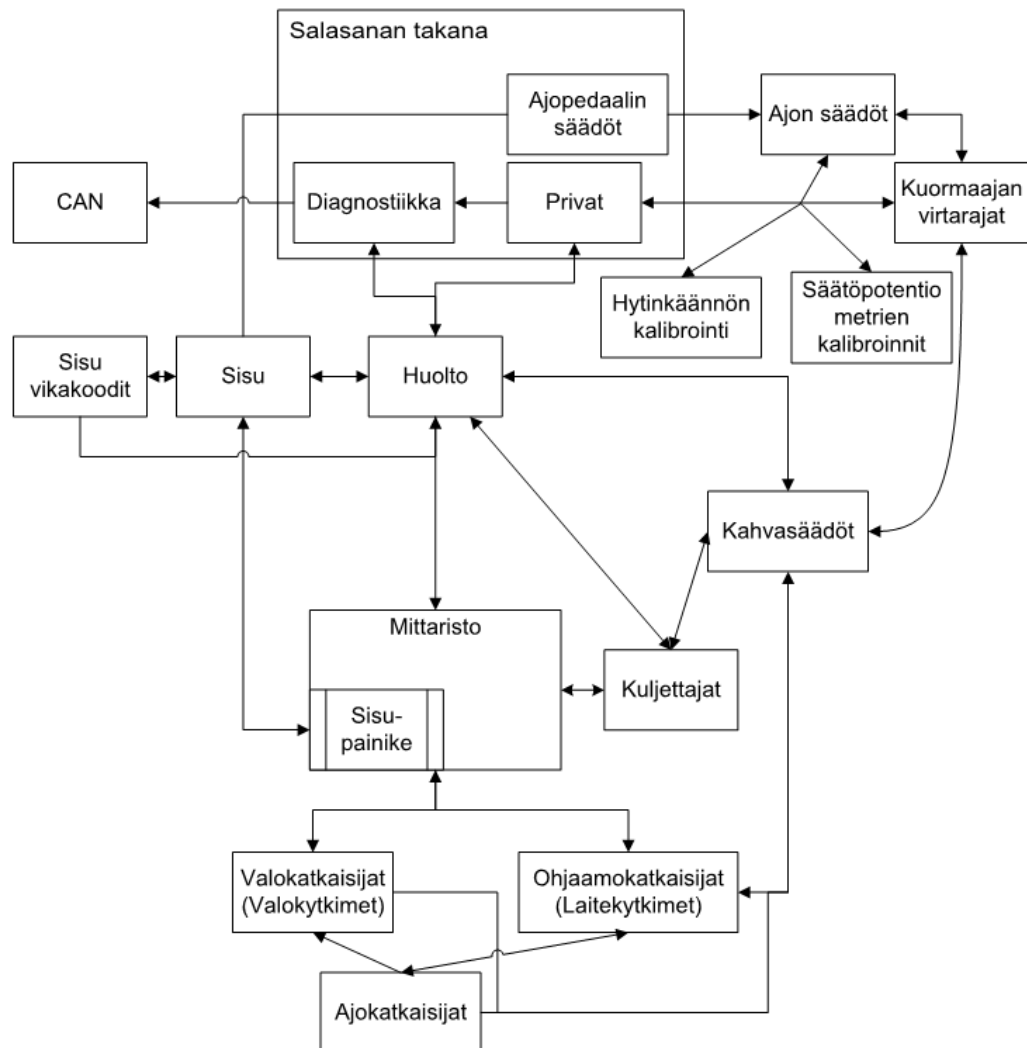 Salasanan takana
Ajopedaalin
säädöt
Ajon säädöt
CAN
Diagnostiikka
Privat
Kuormaajan
virtarajat
Hytinkäännön
kalibrointi
Säätöpotentio
metrien
kalibroinnit
Sisu
vikakoodit
Sisu
Huolto
Kahvasäädöt
Mittaristo
Sisu-
painike
Kuljettajat
Valokatkaisijat
(Valokytkimet)
Ohjaamokatkaisijat
(Laitekytkimet)
Ajokatkaisijat